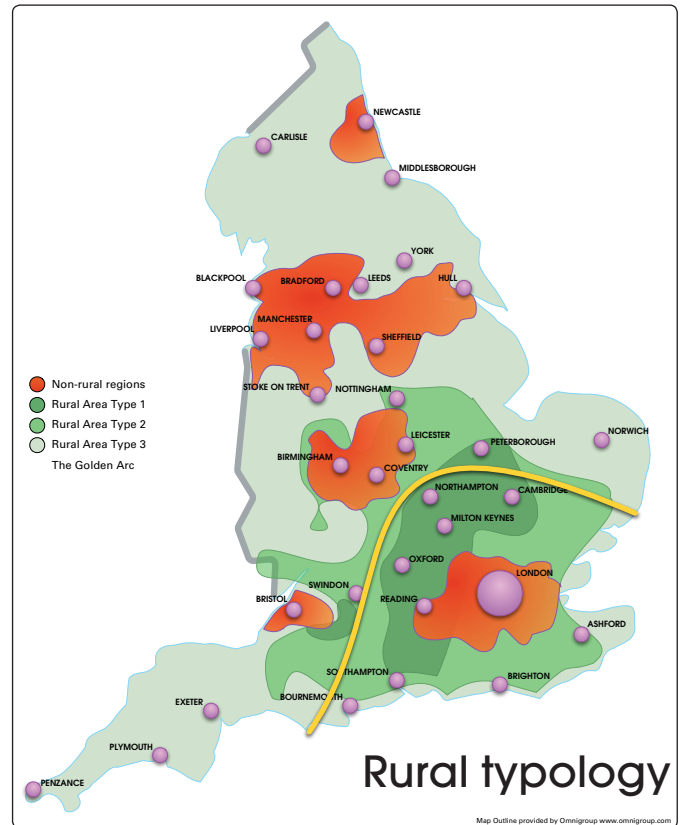 NEWCASTLE
CARLISLE
MIDDLESBOROUGH
YORK
BLACKPOOL
BRADFORD
LEEDS
HULL
MANCHESTER
LIVERPOOL
SHEFFIELD
Non-rural regions
Rural Area Type 1
Rural Area Type 2
Rural Area Type 3
The Golden Arc
STOKE ON TRENT
NOTTINGHAM
LEICESTER
PETERBOROUGH
NORWICH
BIRMINGHAM
COVENTRY
NORTHAMPTON
CAMBRIDGE
MILTON KEYNES
OXFORD
LONDON
SWINDON
BRISTOL
READING
ASHFORD
SOUTHAMPTON
BRIGHTON
BOURNEMOUTH
EXETER
PLYMOUTH
PENZANCE
Rural typology
Map Outline provided by Omnigroup www.omnigroup.com